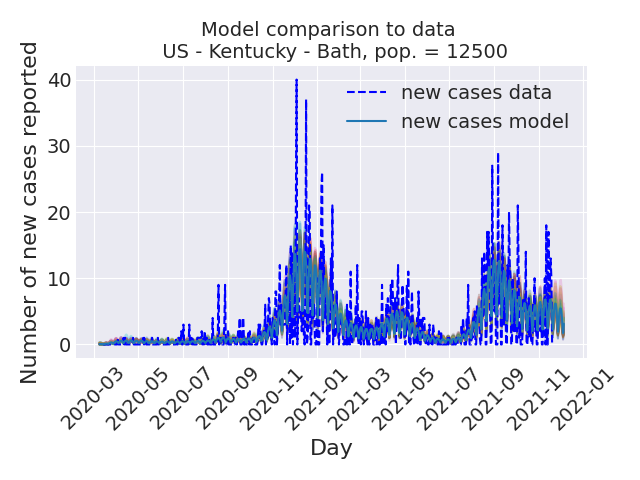 Model comparison to data
US - Kentucky - Bath, pop. = 12500
Number of new cases reported
40
30
20
10
0
new cases data
new cases model
2020-03
2020-05
2020-07
2020-09
2020-11
2021-01
2021-03
2021-05
2021-07
2021-09
2021-11
2022-01
Day